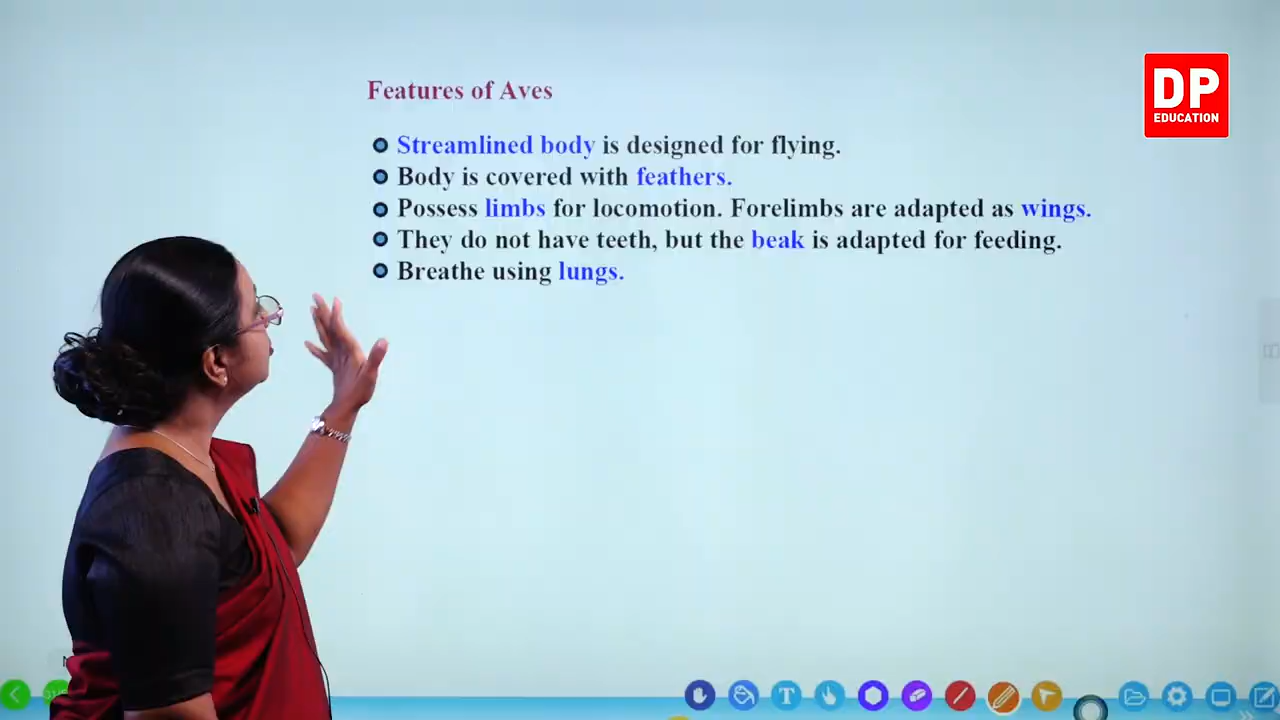 Features of Aves
DP
EDUCATION
Streamlined body is designed for flying.
Body is covered with feathers.
Possess limbs for locomotion. Forelimbs are adapted as wings.
They do not have teeth, but the beak is adapted for feeding.
Breathe using lungs.
T